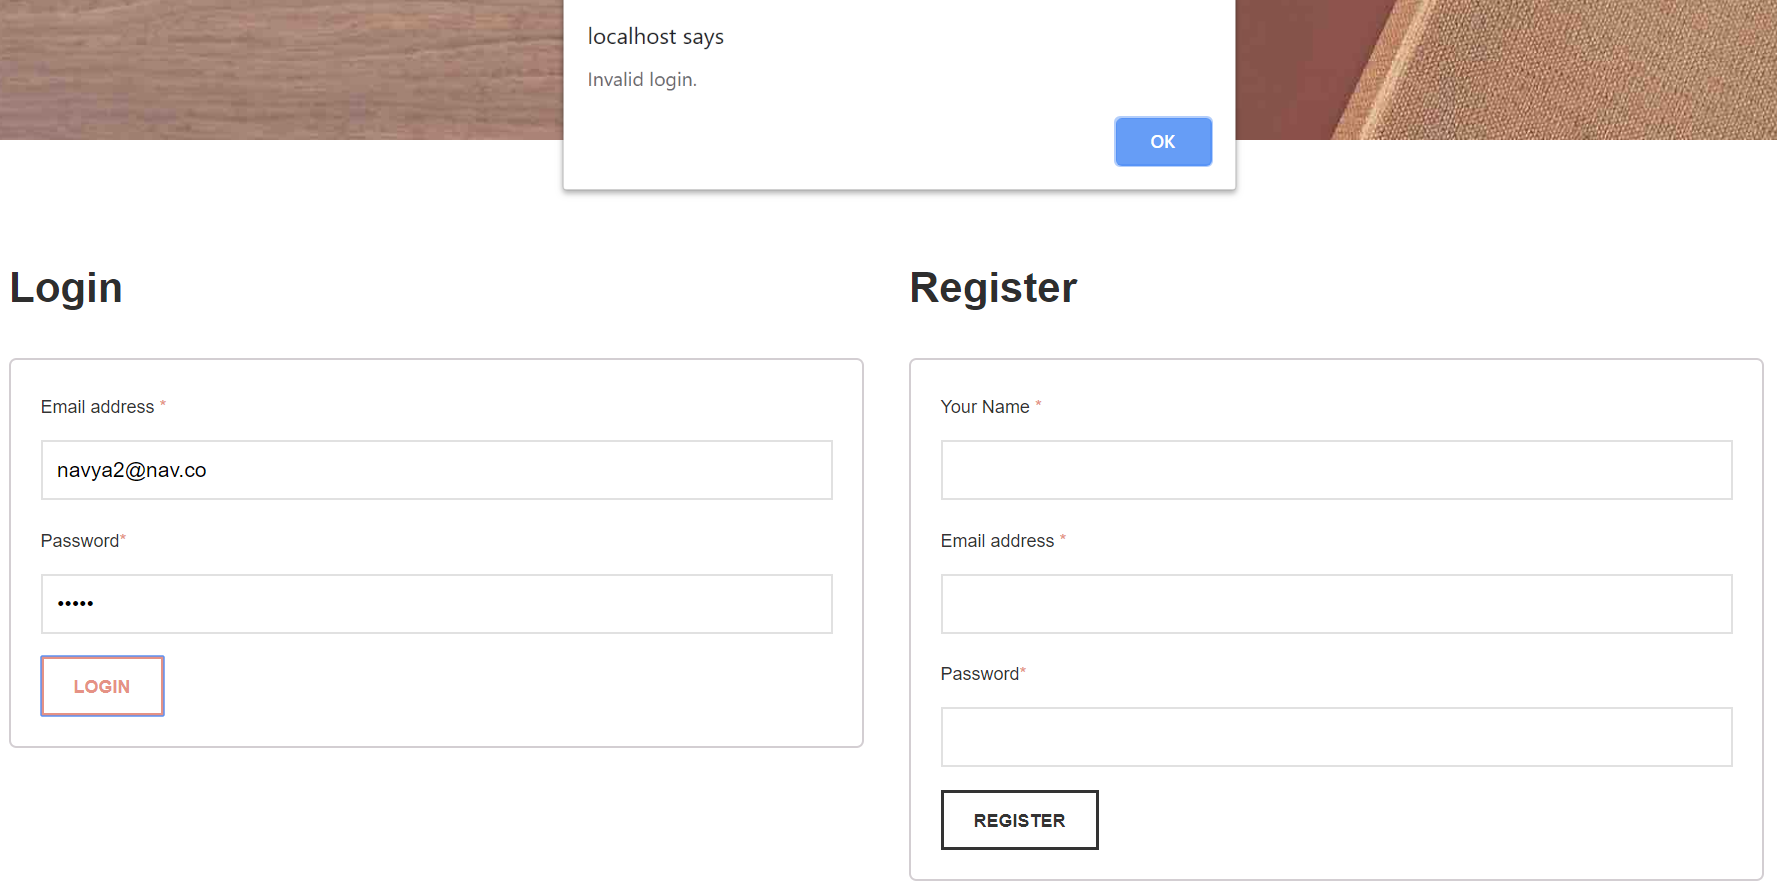 localhost says
Invalid login.
OK
Login
Email address *
navya2@nav.co
Password*
•••••
LOGIN
Register
Your Name *
Email address *
Password*
REGISTER